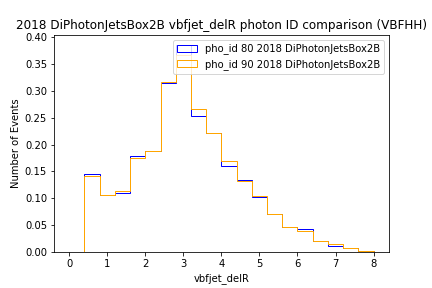 2018 DiPhotonJetsBox2B vbfjet_delR photon ID comparison (VBFHH)
pho_id 80 2018 DiPhotonJetsBox2B
pho_id 90 2018 DiPhotonJetsBox2B
Number of Events
0.40
0.35
0.30
0.25
0.20
0.15
0.10
0.05
0.00
0 1 2 3 4 5 6 7 8
vbfjet_delR